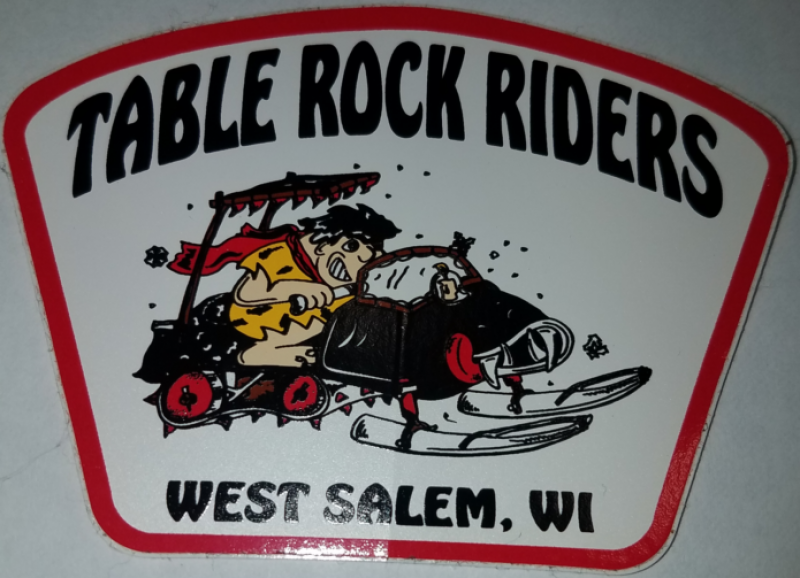 TABLE ROCK RIDERS
WEST SALEM, WI